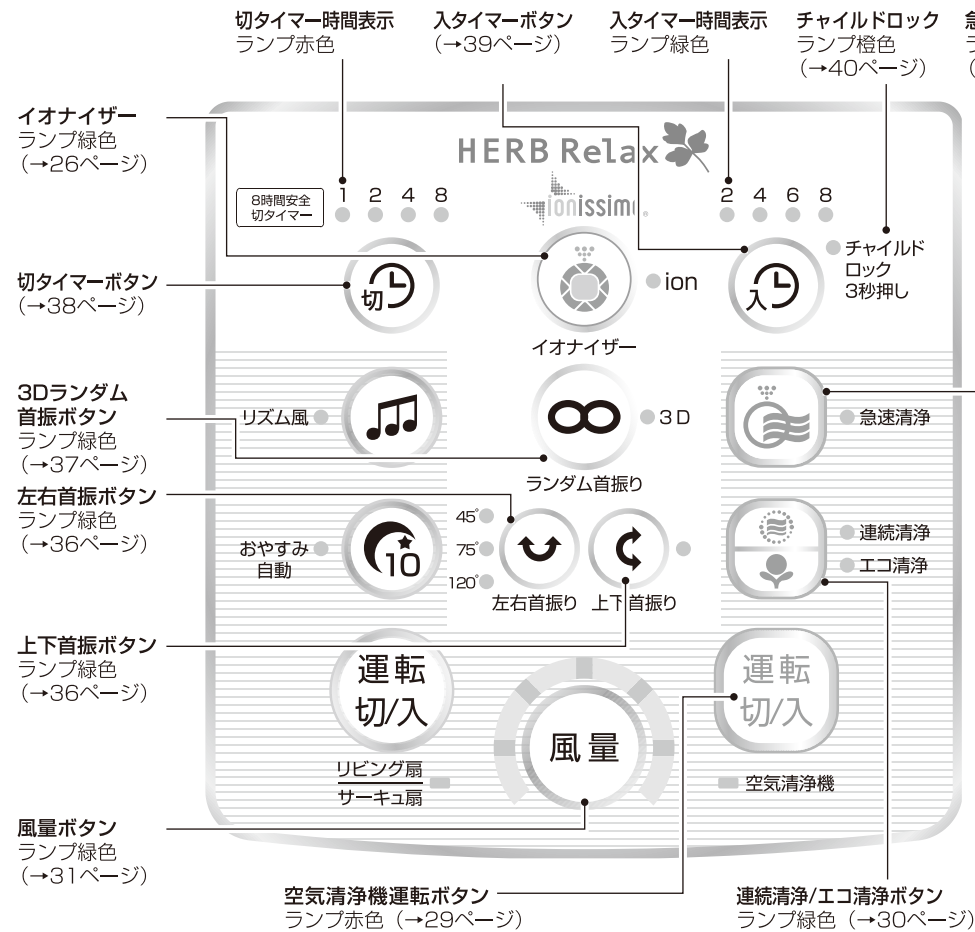 切タイマー時間表示
ランプ赤色
入タイマーボタン
(→39ページ)
入タイマー時間表示
ランプ緑色
チャイルドロック
ランプ橙色
(→40ページ)
イオナイザー
ランプ緑色
(→26ページ)
HERB Relax
8時間安全
切タイマー
1 2 4 8
ionissimo
2 4 6 8
チャイルド
ロック
3秒押し
切タイマーボタン
(→38ページ)
切
ion
入
イオナイザー
3Dランダム
首振ボタン
ランプ緑色
(→37ページ)
リズム風
3D
急速清浄
ランダム首振り
左右首振ボタン
ランプ緑色
(→36ページ)
おやすみ
自動
10
45°
75°
120°
左右首振り
上下首振り
連続清浄
エコ清浄
上下首振ボタン
ランプ緑色
(→36ページ)
運転
切/入
風量
運転
切/入
リビング扇
サーキュ扇
空気清浄機
風量ボタン
ランプ緑色
(→31ページ)
空気清浄機運転ボタン
ランプ赤色(→29ページ)
連続清浄/エコ清浄ボタン
ランプ緑色(→30ページ)